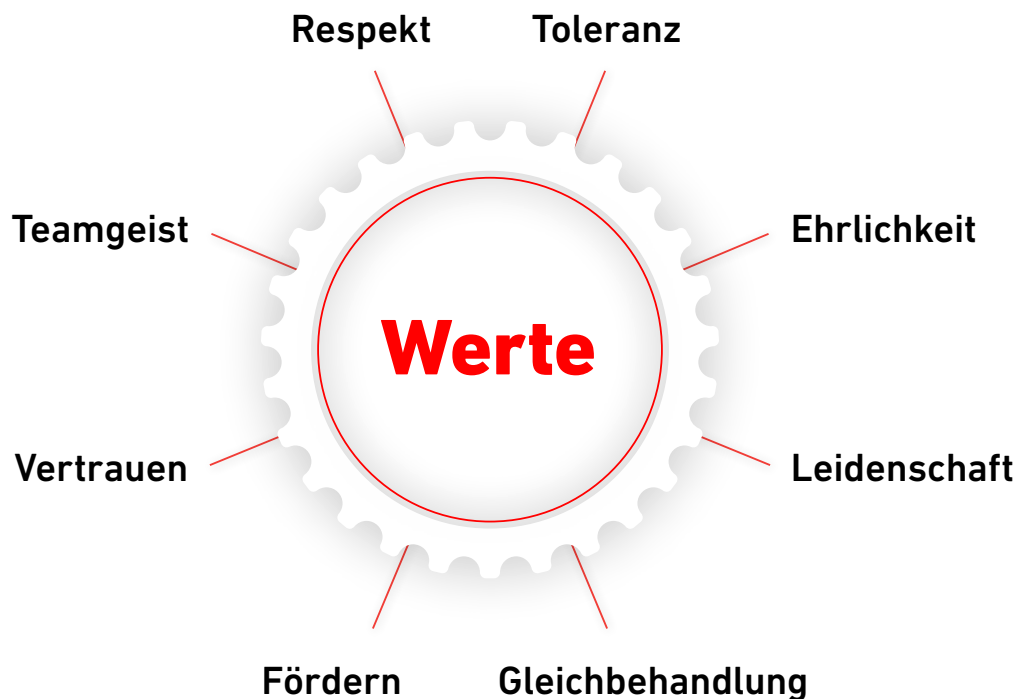 Respekt
Toleranz
Teamgeist
Ehrlichkeit
Werte
Vertrauen
Leidenschaft
Fördern
Gleichbehandlung